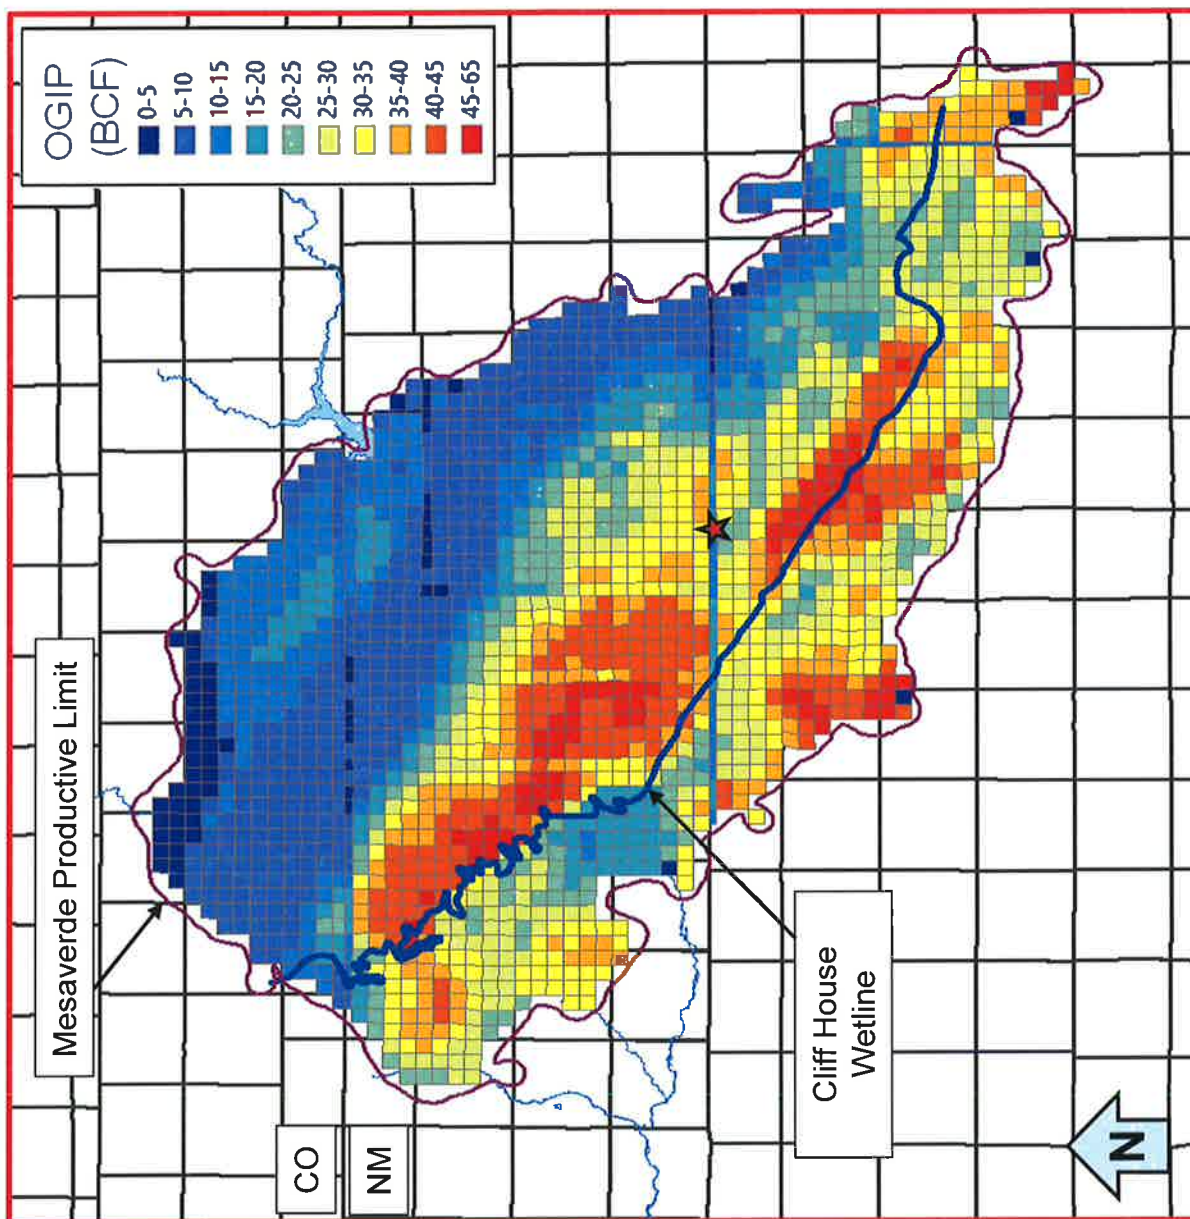 OGIP
(BCF)
0-5
5-10
10-15
15-20
20-25
25-30
30-35
35-40
40-45
45-65
Mesaverde Productive Limit
CO
NM
Cliff House
Wetline
N